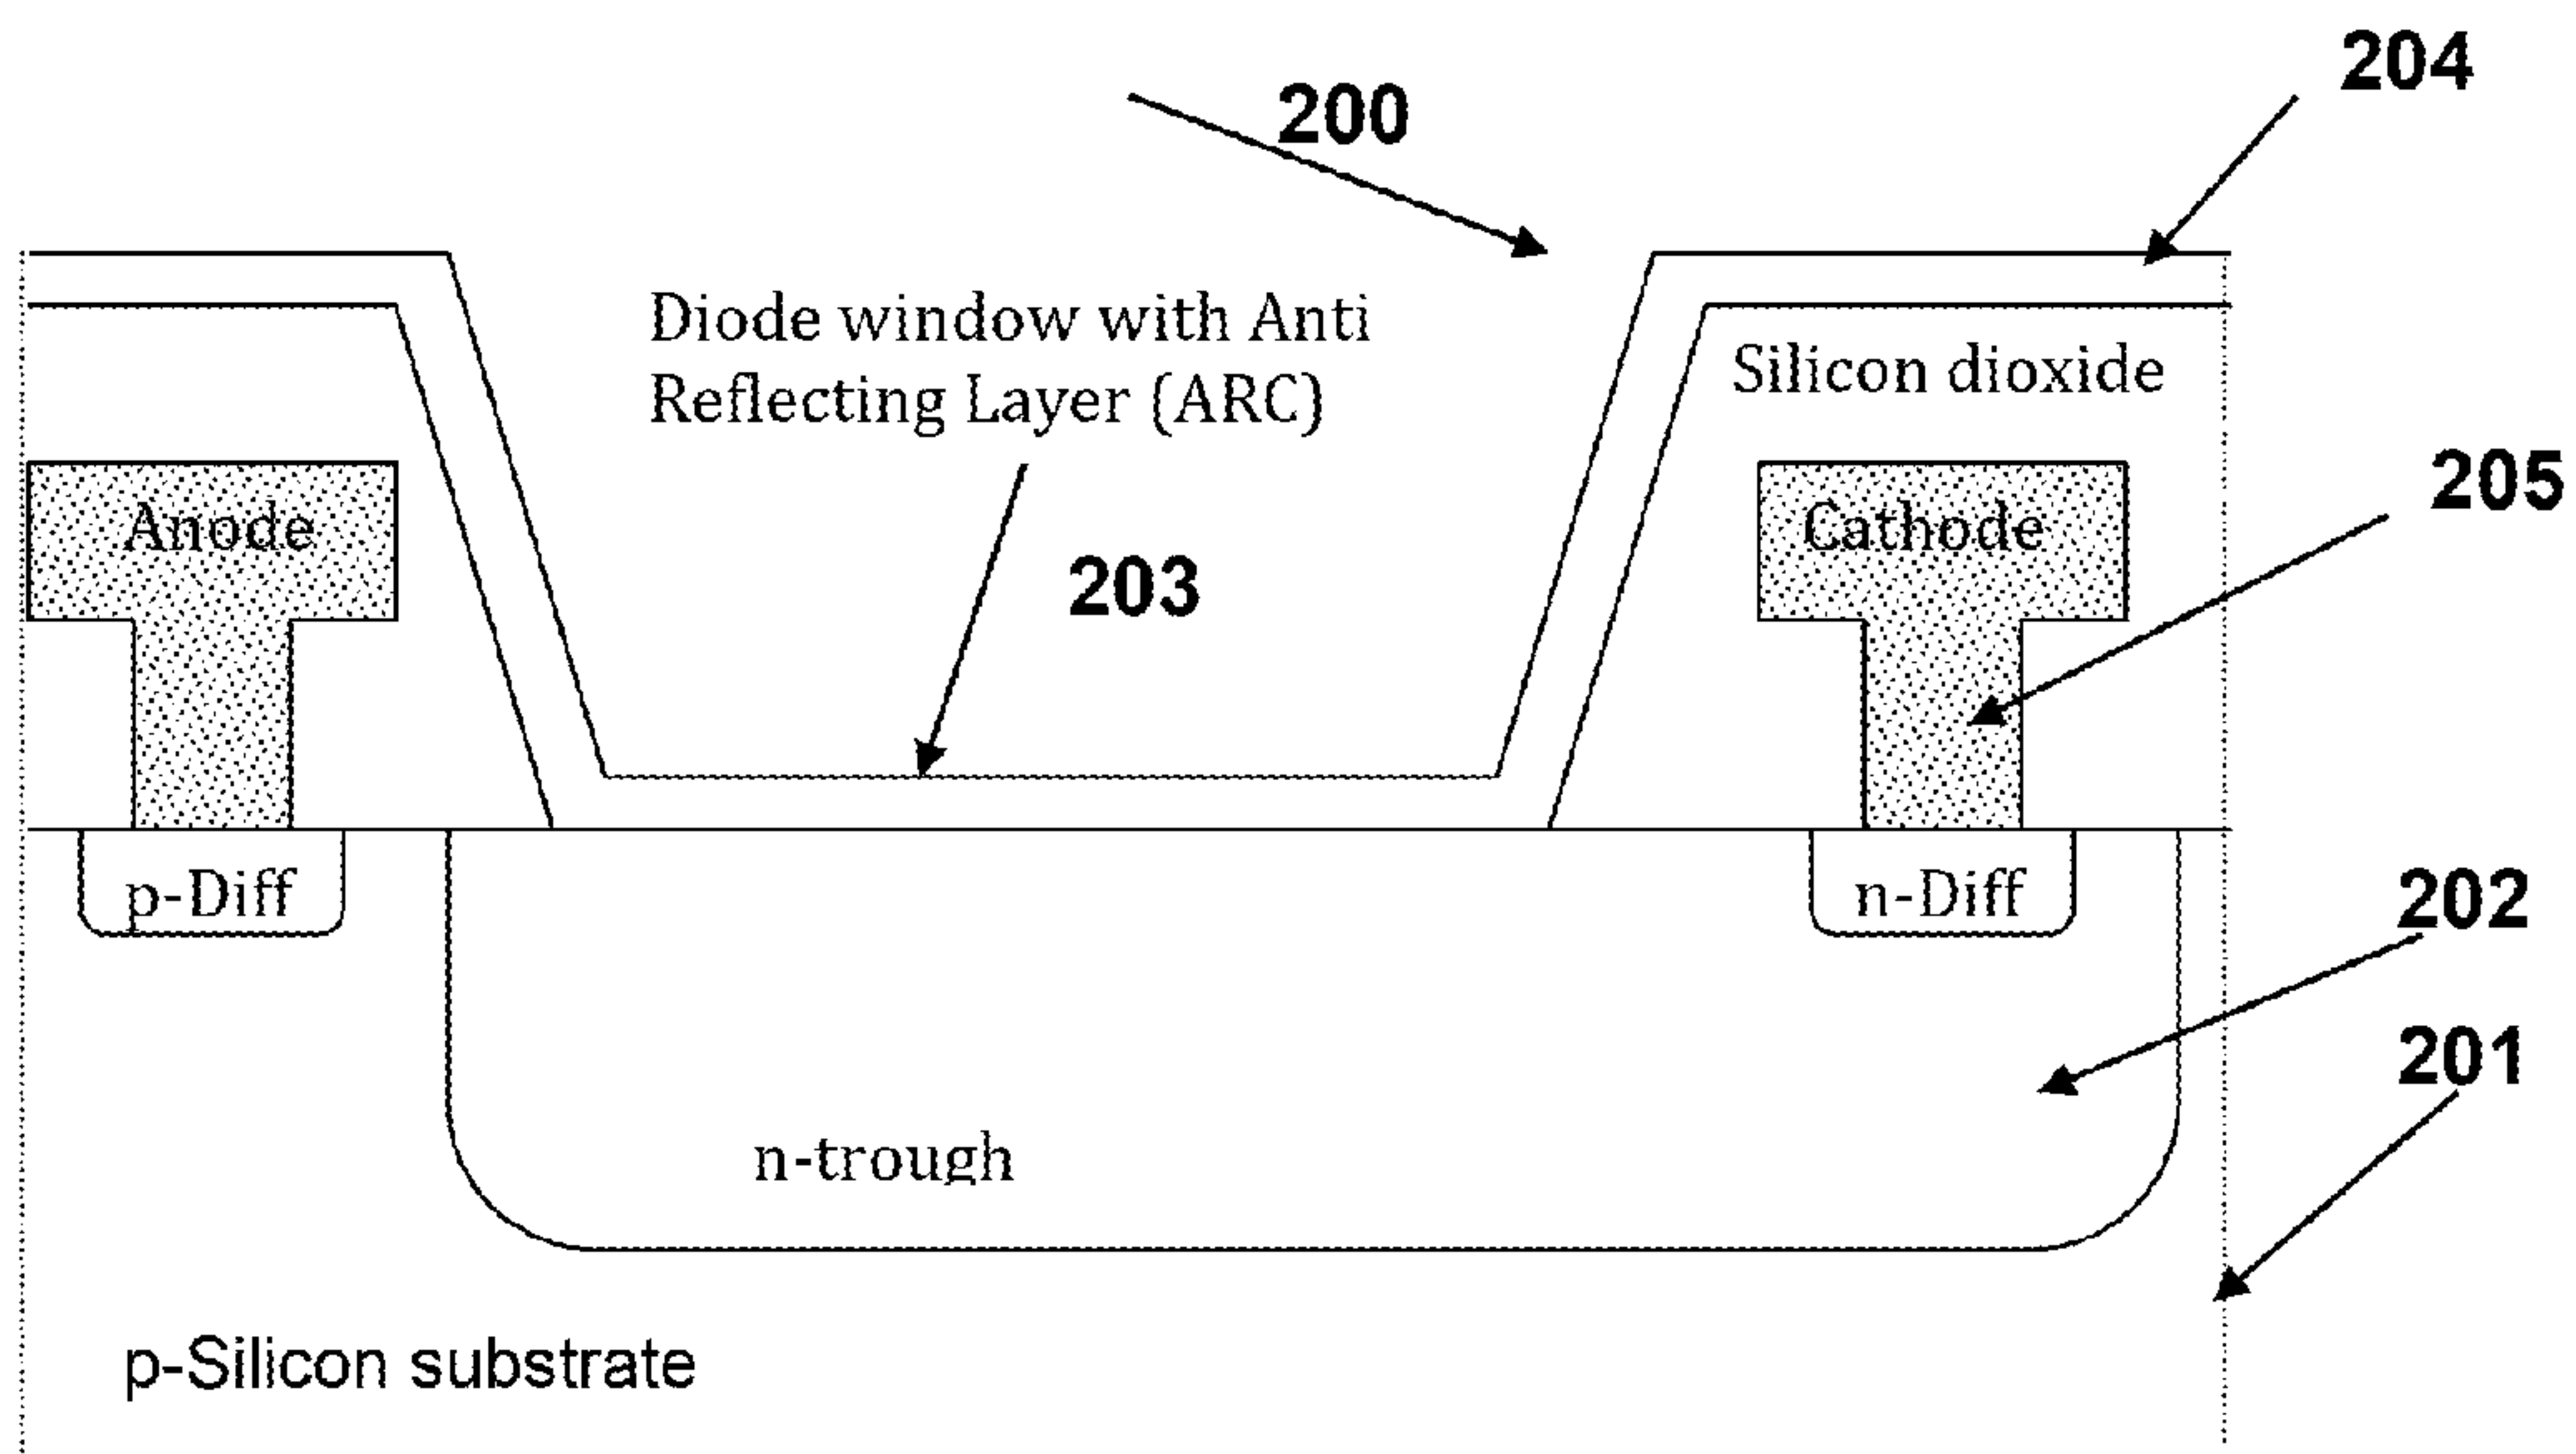 204
200
Diode window with Anti
Reflecting Layer (ARC)
Silicon dioxide
205
Anode
Cathode
203
p-Diff
n-Diff
202
201
n-trough
p-Silicon substrate